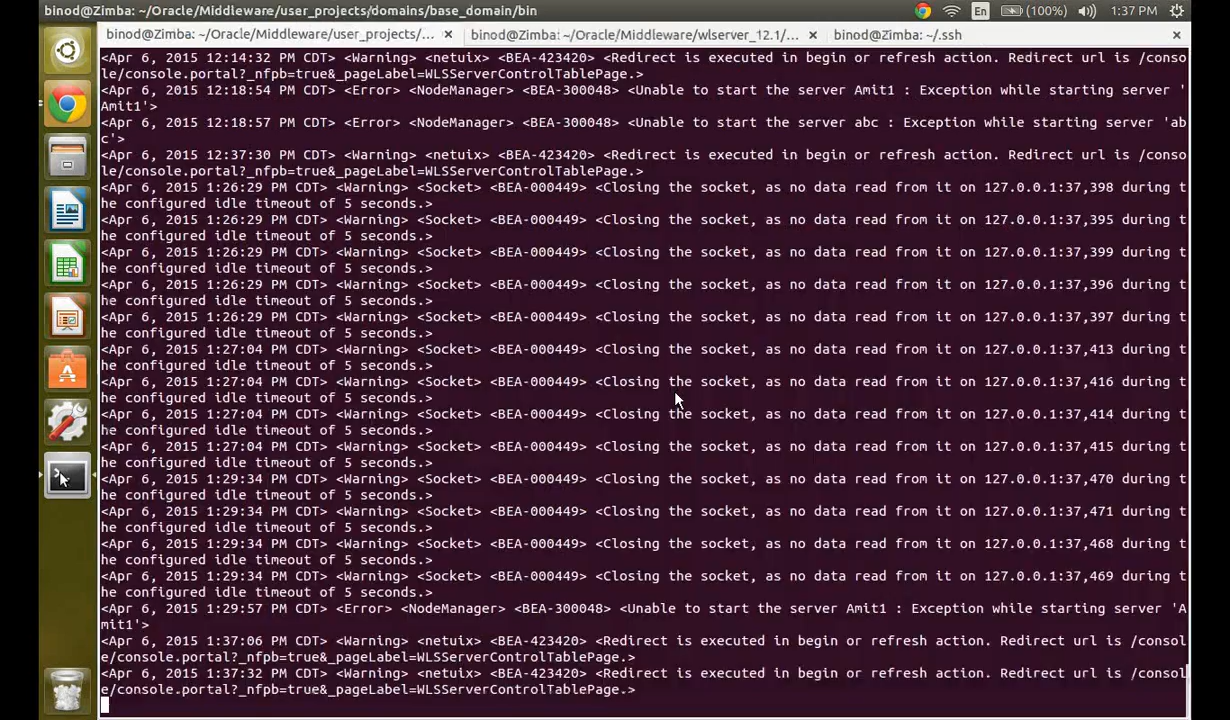 binod@Zimba: ~/Oracle/Middleware/user_projects/domains/base_domain/bin
En (100%) 1:37 PM
binod@Zimba: ~/Oracle/Middleware/user_projects/... × binod@Zimba: ~/Oracle/Middleware/wlserver_12.1/... × binod@Zimba: ~/.ssh ×
<Apr 6, 2015 12:14:32 PM CDT> <Warning> <netuix> <BEA-423420> <Redirect is executed in begin or refresh action. Redirect url is /conso
le/console.portal?_nfpb=true&_pageLabel=WLSServerControlTablePage.>
<Apr 6, 2015 12:18:54 PM CDT> <Error> <NodeManager> <BEA-300048> <Unable to start the server Amit1 : Exception while starting server '
Amit1'>
<Apr 6, 2015 12:18:57 PM CDT> <Error> <NodeManager> <BEA-300048> <Unable to start the server abc : Exception while starting server 'ab
c'>
<Apr 6, 2015 12:37:30 PM CDT> <Warning> <netuix> <BEA-423420> <Redirect is executed in begin or refresh action. Redirect url is /conso
le/console.portal?_nfpb=true&_pageLabel=WLSServerControlTablePage.>
<Apr 6, 2015 1:26:29 PM CDT> <Warning> <Socket> <BEA-000449> <Closing the socket, as no data read from it on 127.0.0.1:37,398 during t
he configured idle timeout of 5 seconds.>
<Apr 6, 2015 1:26:29 PM CDT> <Warning> <Socket> <BEA-000449> <Closing the socket, as no data read from it on 127.0.0.1:37,395 during t
he configured idle timeout of 5 seconds.>
<Apr 6, 2015 1:26:29 PM CDT> <Warning> <Socket> <BEA-000449> <Closing the socket, as no data read from it on 127.0.0.1:37,399 during t
he configured idle timeout of 5 seconds.>
<Apr 6, 2015 1:26:29 PM CDT> <Warning> <Socket> <BEA-000449> <Closing the socket, as no data read from it on 127.0.0.1:37,396 during t
he configured idle timeout of 5 seconds.>
<Apr 6, 2015 1:26:29 PM CDT> <Warning> <Socket> <BEA-000449> <Closing the socket, as no data read from it on 127.0.0.1:37,397 during t
he configured idle timeout of 5 seconds.>
<Apr 6, 2015 1:27:04 PM CDT> <Warning> <Socket> <BEA-000449> <Closing the socket, as no data read from it on 127.0.0.1:37,413 during t
he configured idle timeout of 5 seconds.>
<Apr 6, 2015 1:27:04 PM CDT> <Warning> <Socket> <BEA-000449> <Closing the socket, as no data read from it on 127.0.0.1:37,416 during t
he configured idle timeout of 5 seconds.>
<Apr 6, 2015 1:27:04 PM CDT> <Warning> <Socket> <BEA-000449> <Closing the socket, as no data read from it on 127.0.0.1:37,414 during t
he configured idle timeout of 5 seconds.>
<Apr 6, 2015 1:27:04 PM CDT> <Warning> <Socket> <BEA-000449> <Closing the socket, as no data read from it on 127.0.0.1:37,415 during t
he configured idle timeout of 5 seconds.>
<Apr 6, 2015 1:29:34 PM CDT> <Warning> <Socket> <BEA-000449> <Closing the socket, as no data read from it on 127.0.0.1:37,470 during t
he configured idle timeout of 5 seconds.>
<Apr 6, 2015 1:29:34 PM CDT> <Warning> <Socket> <BEA-000449> <Closing the socket, as no data read from it on 127.0.0.1:37,471 during t
he configured idle timeout of 5 seconds.>
<Apr 6, 2015 1:29:34 PM CDT> <Warning> <Socket> <BEA-000449> <Closing the socket, as no data read from it on 127.0.0.1:37,468 during t
he configured idle timeout of 5 seconds.>
<Apr 6, 2015 1:29:34 PM CDT> <Warning> <Socket> <BEA-000449> <Closing the socket, as no data read from it on 127.0.0.1:37,469 during t
he configured idle timeout of 5 seconds.>
<Apr 6, 2015 1:29:57 PM CDT> <Error> <NodeManager> <BEA-300048> <Unable to start the server Amit1 : Exception while starting server 'A
mit1'>
<Apr 6, 2015 1:37:06 PM CDT> <Warning> <netuix> <BEA-423420> <Redirect is executed in begin or refresh action. Redirect url is /consol
e/console.portal?_nfpb=true&_pageLabel=WLSServerControlTablePage.>
<Apr 6, 2015 1:37:32 PM CDT> <Warning> <netuix> <BEA-423420> <Redirect is executed in begin or refresh action. Redirect url is /consol
e/console.portal?_nfpb=true&_pageLabel=WLSServerControlTablePage.>